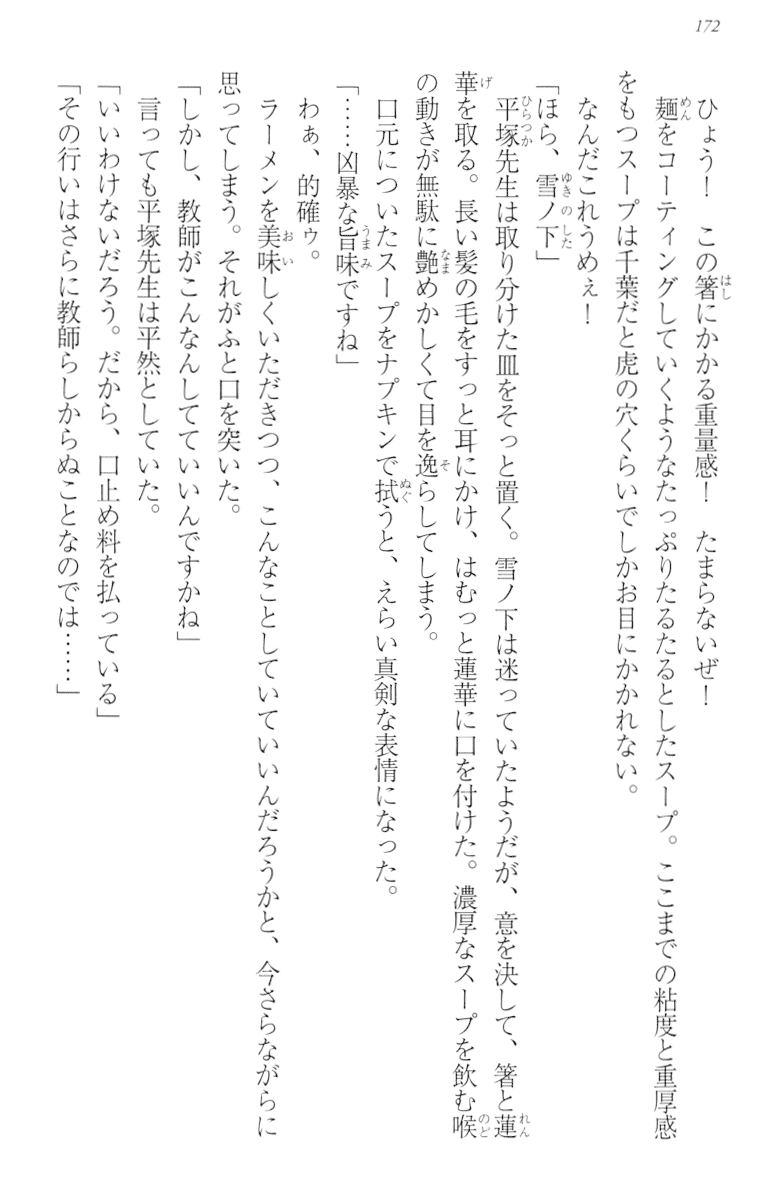 172
ひょう！　この箸にかかる重量感！　たまらないぜ！
麺をコーティングしていくようなたっぷりたるたるとしたスープ。ここまでの粘度と重厚感
をもつスープは千葉だと虎の穴くらいでしかお目にかかれない。
なんだこれうめぇ！
「ほら、雪ノ下」
平塚先生は取り分けた皿をそっと置く。雪ノ下は迷っていたようだが、意を決して、箸と蓮
華を取る。長い髪の毛をすっと耳にかけ、はむっと蓮華に口を付けた。濃厚なスープを飲む喉
の動きが無駄に艶めかしくて目を逸らしてしまう。
口元についたスープをナプキンで拭うと、えらい真剣な表情になった。
「……凶暴な旨味ですね」
わぁ、的確ゥ。
ラーメンを美味しくいただきつつ、こんなことしていていいんだろうかと、今さらながらに
思ってしまう。それがふと口を突いた。
「しかし、教師がこんなんしてていいんですかね」
言っても平塚先生は平然としていた。
「いいわけないだろう。だから、口止め料を払っている」
「その行いはさらに教師らしからぬことなのでは……」